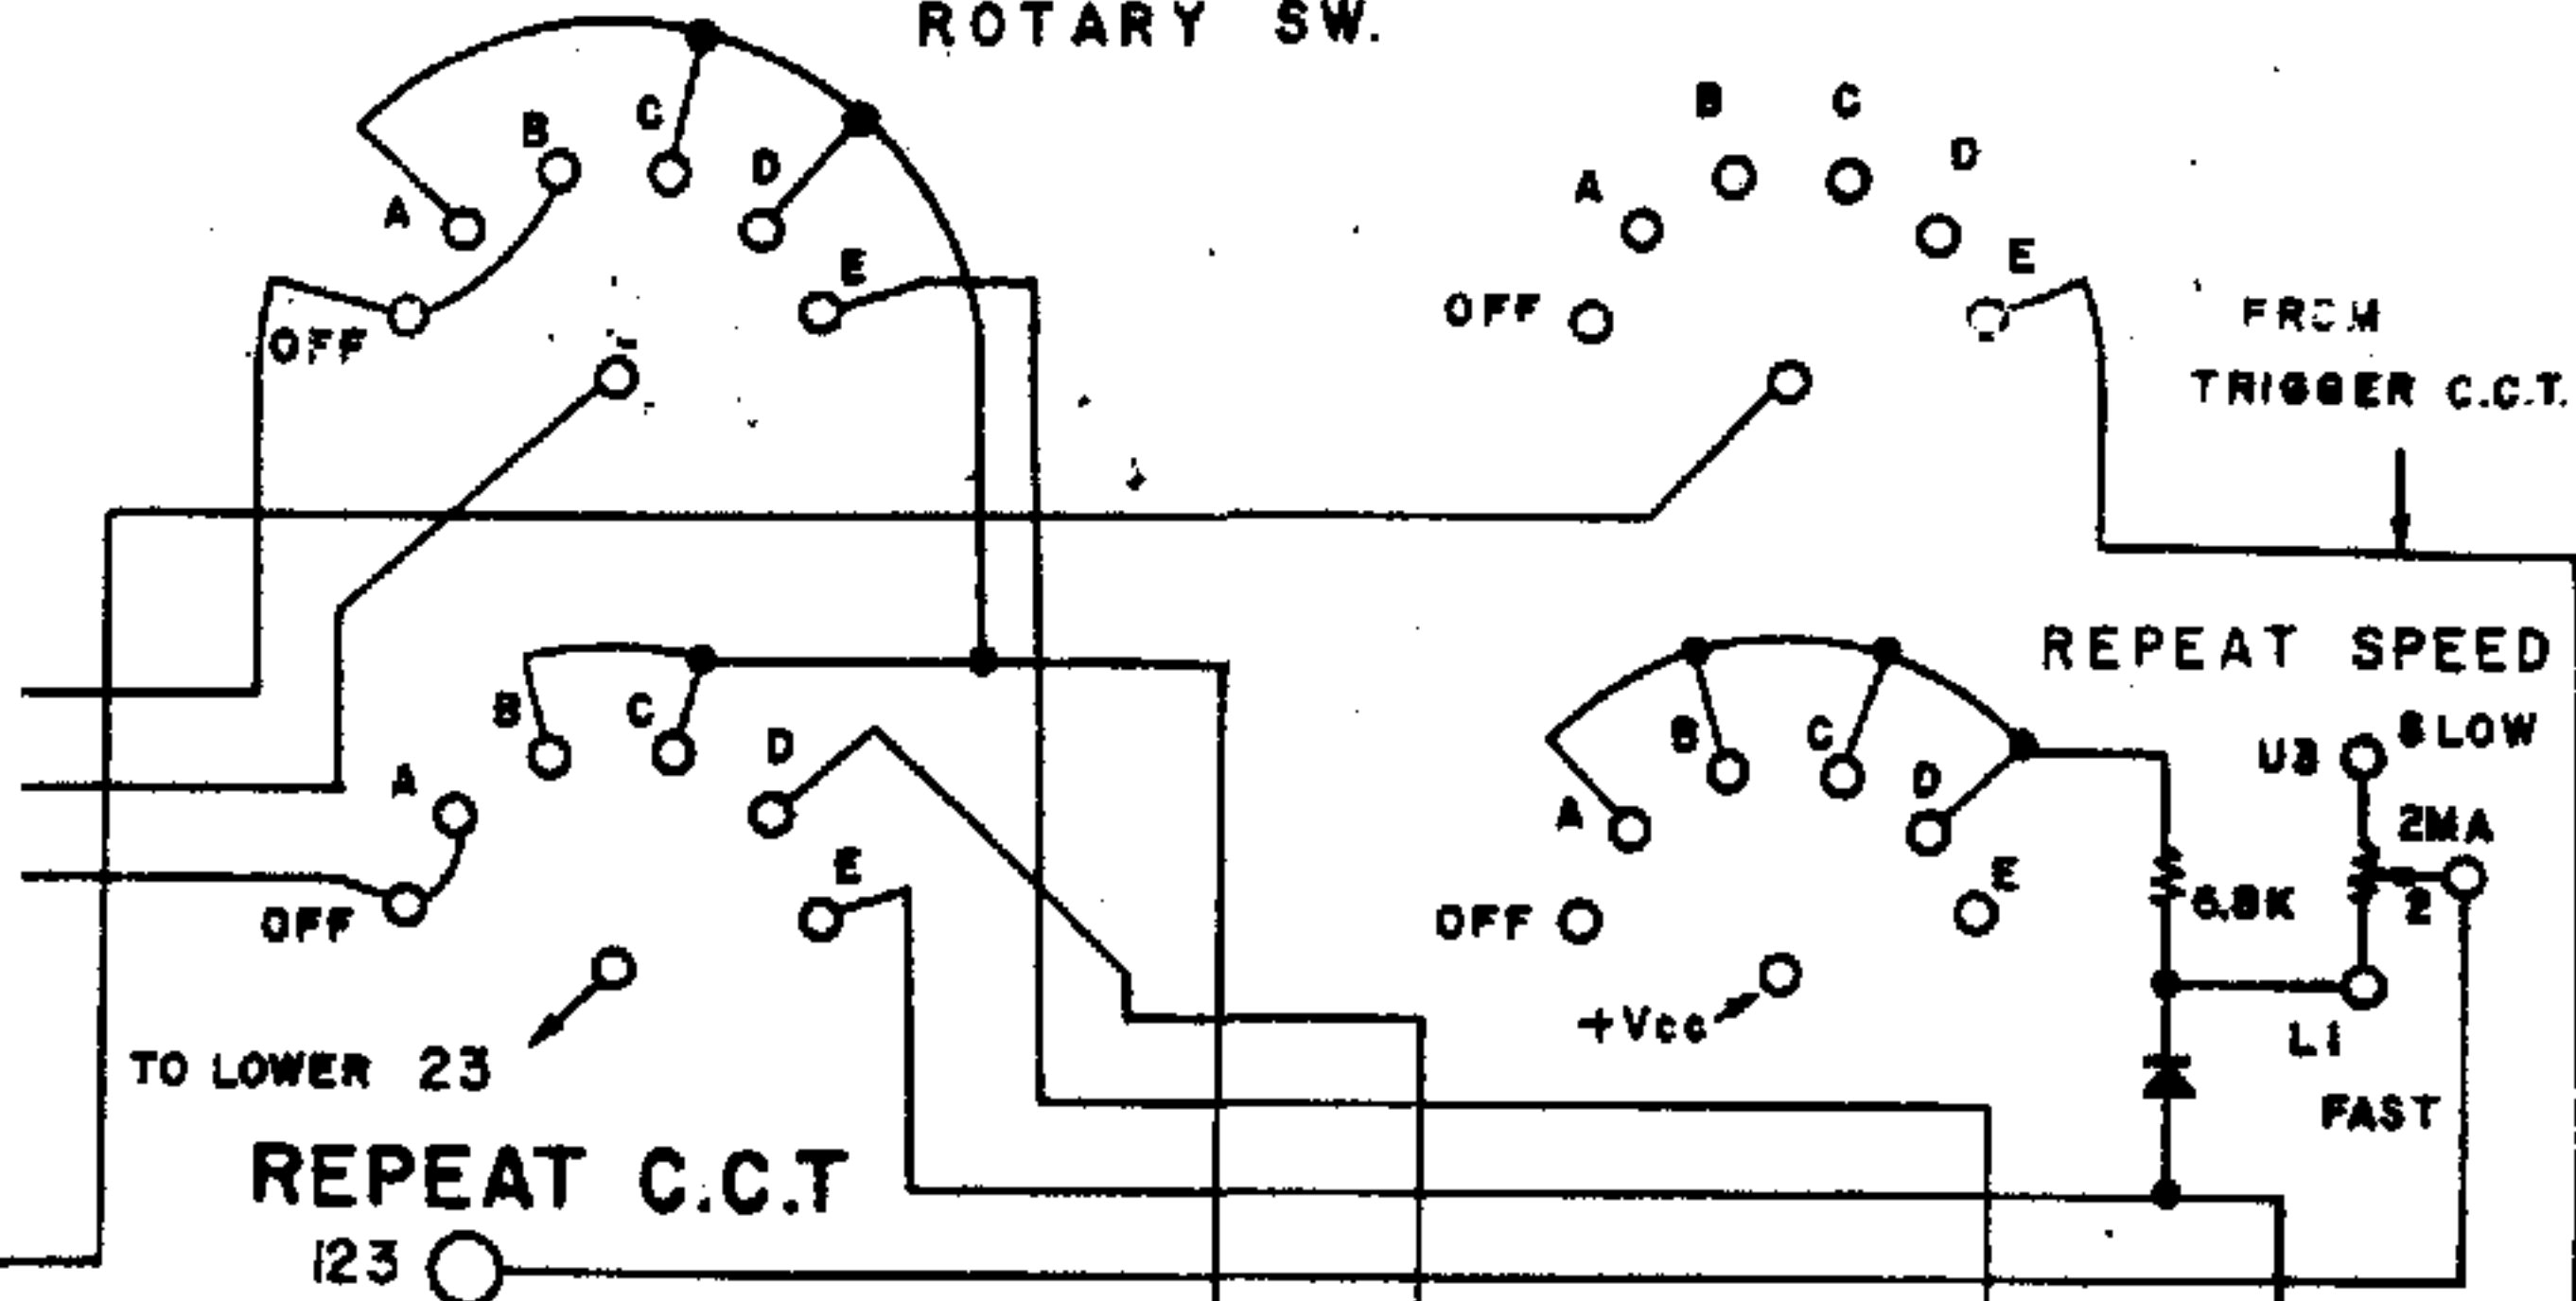 ROTARY SW.
A B C D E
OFF
A B C D E
OFF
FROM
TRIGGER C.C.T.
A B C D E
OFF
TO LOWER 23
A B C D E
OFF
+Vcc
REPEAT SPEED
U3 SLOW
2MA
6.8K
2
L1
FAST
REPEAT C.C.T
123